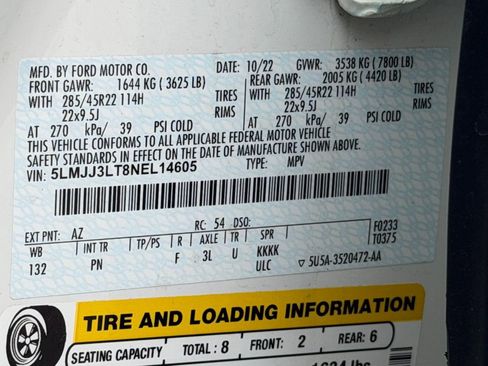 MFD. BY FORD MOTOR CO.
DATE: 10/22 GVWR: 3538 KG ( 7800 LB)
FRONT GAWR: 1644 KG ( 3625 LB) REAR GAWR: 2005 KG ( 4420 LB)
WITH 285/45R22 114H TIRES WITH 285/45R22 114H TIRES
22x9.5J RIMS 22x9.5J RIMS
AT 270 kPa/ 39 PSI COLD AT 270 kPa/ 39 PSI COLD
THIS VEHICLE CONFORMS TO ALL APPLICABLE FEDERAL MOTOR VEHICLE
SAFETY STANDARDS IN EFFECT ON THE DATE OF MANUFACTURE SHOWN ABOVE.
VIN: 5LMJJ3LT8NEL14605 TYPE: MPV
F0233
T0375
EXT PNT: AZ RC: 54 DSO:
WB INT TR TP/PS R AXLE TR SPR
132 PN F 3L U KKKK
ULC ▽ 5U5A-3520472-AA
TIRE AND LOADING INFORMATION
SEATING CAPACITY TOTAL: 8 FRONT: 2 REAR: 6